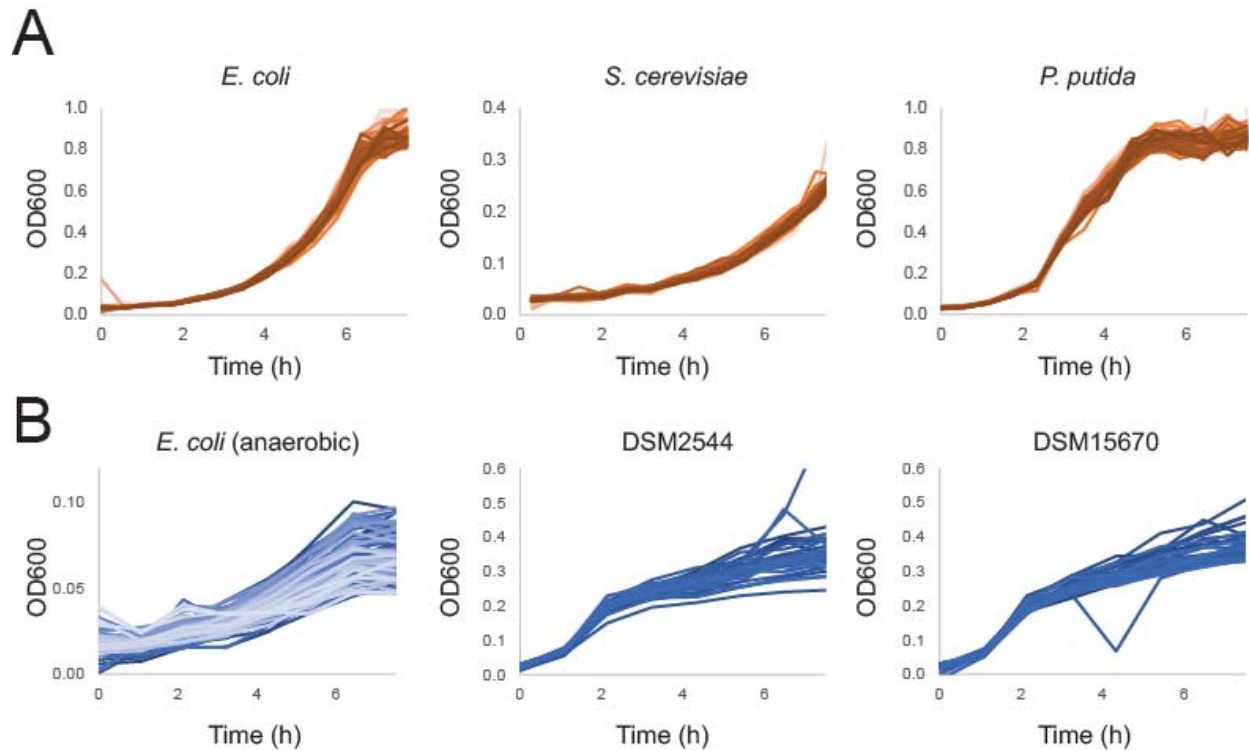 A
E. coli
S. cerevisiae
P. putida
OD600
1.0
0.8
0.6
0.4
0.2
0.0
0 2 4 6
Time (h)
OD600
0.4
0.3
0.2
0.1
0.0
0 2 4 6
Time (h)
OD600
1.0
0.8
0.6
0.4
0.2
0.0
0 2 4 6
Time (h)
B
E. coli (anaerobic)
DSM2544
DSM15670
OD600
0.10
0.05
0.00
0 2 4 6
Time (h)
OD600
0.6
0.5
0.4
0.3
0.2
0.1
0.0
0 2 4 6
Time (h)
OD600
0.6
0.5
0.4
0.3
0.2
0.1
0.0
0 2 4 6
Time (h)